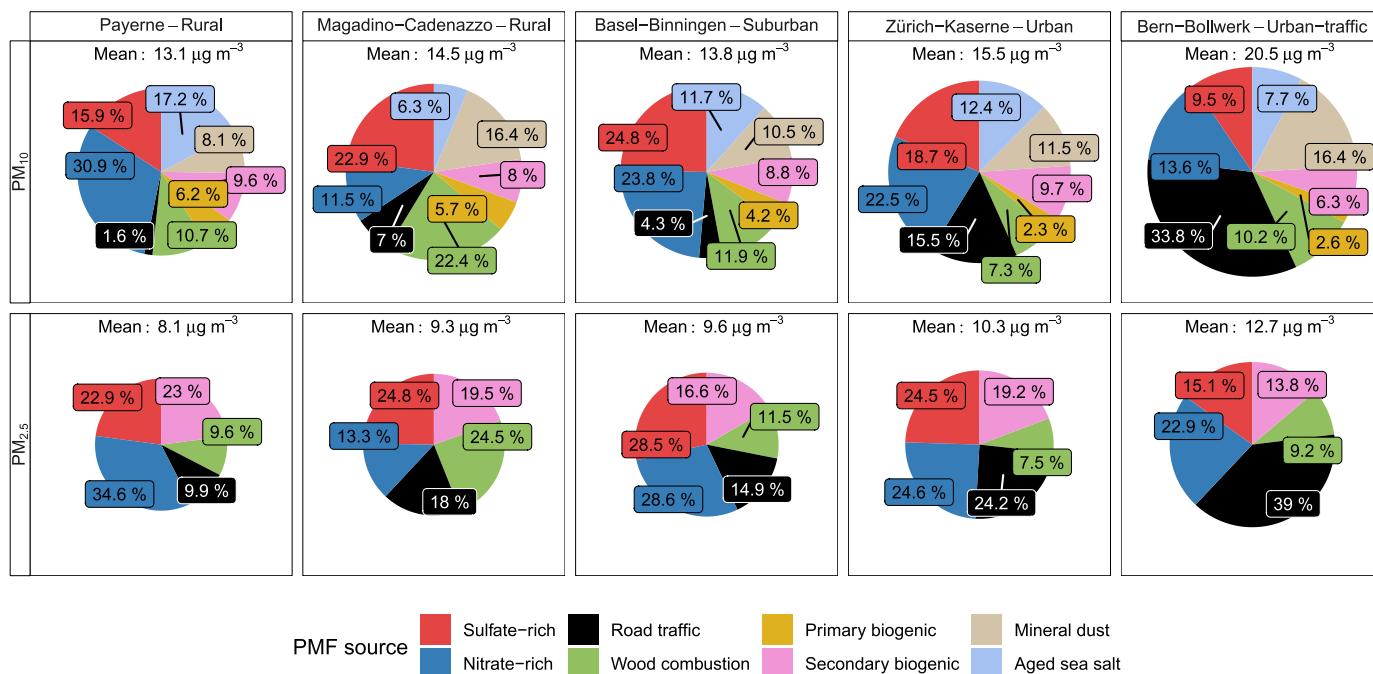 Payerne – Rural
Magadino−Cadenazzo – Rural
Basel−Binningen – Suburban
Zürich−Kaserne – Urban
Bern−Bollwerk – Urban−traffic
PM10
Mean : 13.1 μg m−3
17.2 %
15.9 %
8.1 %
30.9 %
9.6 %
6.2 %
1.6 %
10.7 %
Mean : 14.5 μg m−3
6.3 %
16.4 %
22.9 %
8 %
11.5 %
5.7 %
7 %
22.4 %
Mean : 13.8 μg m−3
11.7 %
24.8 %
10.5 %
23.8 %
8.8 %
4.2 %
4.3 %
11.9 %
Mean : 15.5 μg m−3
12.4 %
11.5 %
18.7 %
9.7 %
22.5 %
2.3 %
15.5 %
7.3 %
Mean : 20.5 μg m−3
9.5 %
7.7 %
13.6 %
16.4 %
6.3 %
33.8 %
10.2 %
2.6 %
PM2.5
Mean : 8.1 μg m−3
22.9 %
23 %
9.6 %
34.6 %
9.9 %
Mean : 9.3 μg m−3
24.8 %
19.5 %
13.3 %
24.5 %
18 %
Mean : 9.6 μg m−3
16.6 %
11.5 %
28.5 %
14.9 %
28.6 %
Mean : 10.3 μg m−3
24.5 %
19.2 %
7.5 %
24.6 %
24.2 %
Mean : 12.7 μg m−3
15.1 %
13.8 %
22.9 %
9.2 %
39 %
PMF source
Sulfate−rich
Road traffic
Primary biogenic
Mineral dust
Nitrate−rich
Wood combustion
Secondary biogenic
Aged sea salt